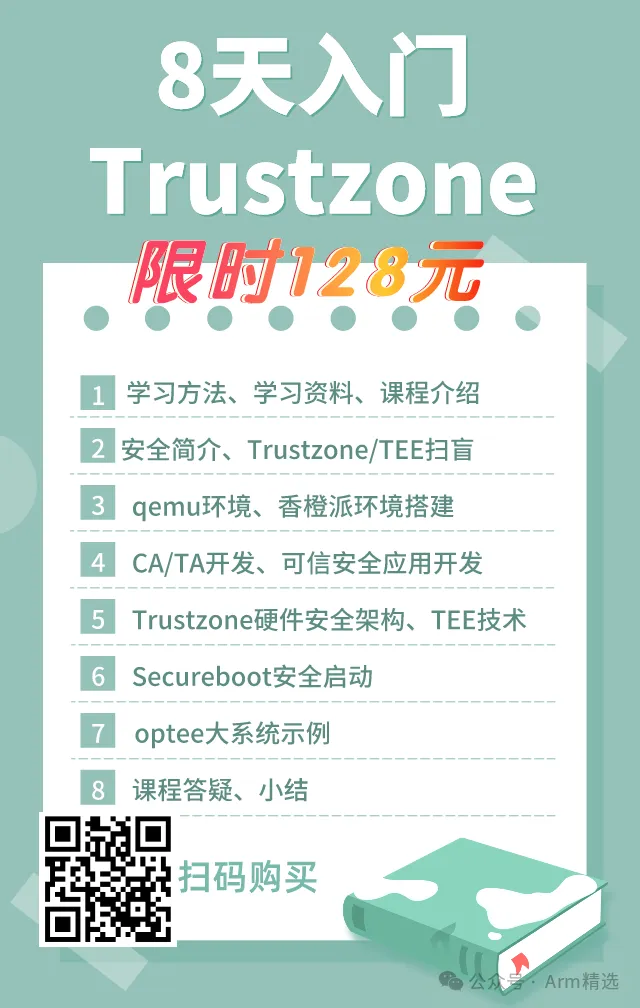 8天入门
Trustzone
限时128元
1 学习方法、学习资料、课程介绍
2 安全简介、Trustzone/TEE扫盲
3 qemu环境、香橙派环境搭建
4 CA/TA开发、可信安全应用开发
5 Trustzone硬件安全架构、TEE技术
6 Secureboot安全启动
7 optee大系统示例
8 课程答疑、小结
扫码购买
公众号 · Arm精选